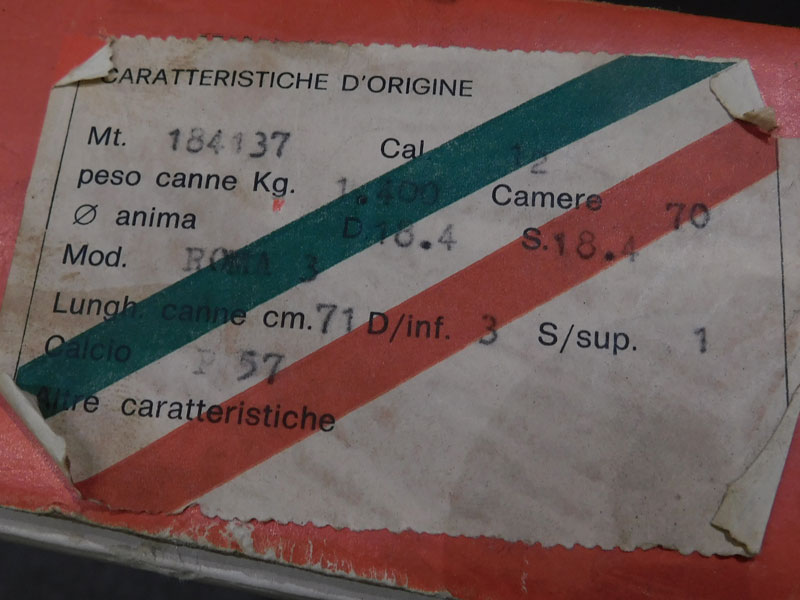 CARATTERISTICHE D'ORIGINE
Mt. 184137 Cal. 12
peso canne Kg. 1.400 Camere 70
Ø anima D.18.4 S.18.4
Mod. ROMA 3
Lungh. canne cm. 71 D/inf. 3 S/sup. 1
Calcio P 57
Altre caratteristiche